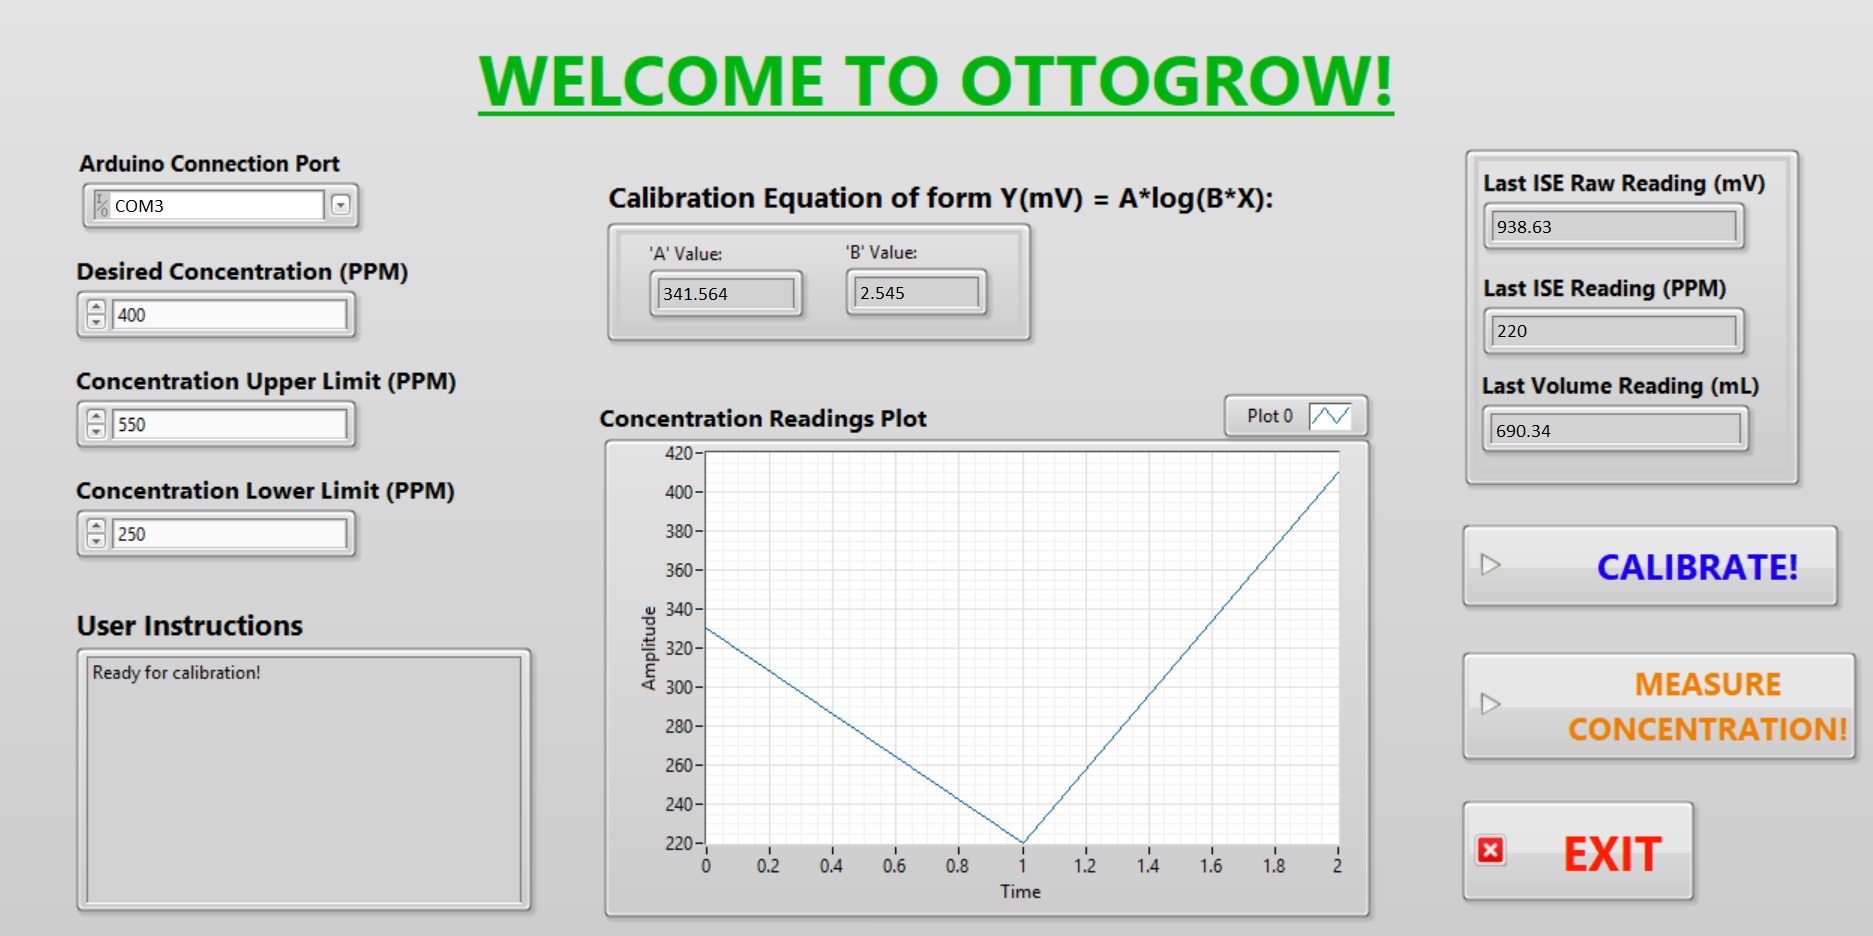 WELCOME TO OTTOGROW!
Arduino Connection Port
I/O COM3
Desired Concentration (PPM)
400
Concentration Upper Limit (PPM)
550
Concentration Lower Limit (PPM)
250
User Instructions
Ready for calibration!
Calibration Equation of form Y(mV) = A*log(B*X):
'A' Value: 'B' Value:
341.564 2.545
Concentration Readings Plot
Plot 0
420
400
380
360
340
320
300
280
260
240
220
Amplitude
0 0.2 0.4 0.6 0.8 1 1.2 1.4 1.6 1.8 2
Time
Last ISE Raw Reading (mV)
938.63
Last ISE Reading (PPM)
220
Last Volume Reading (mL)
690.34
CALIBRATE!
MEASURE
CONCENTRATION!
EXIT